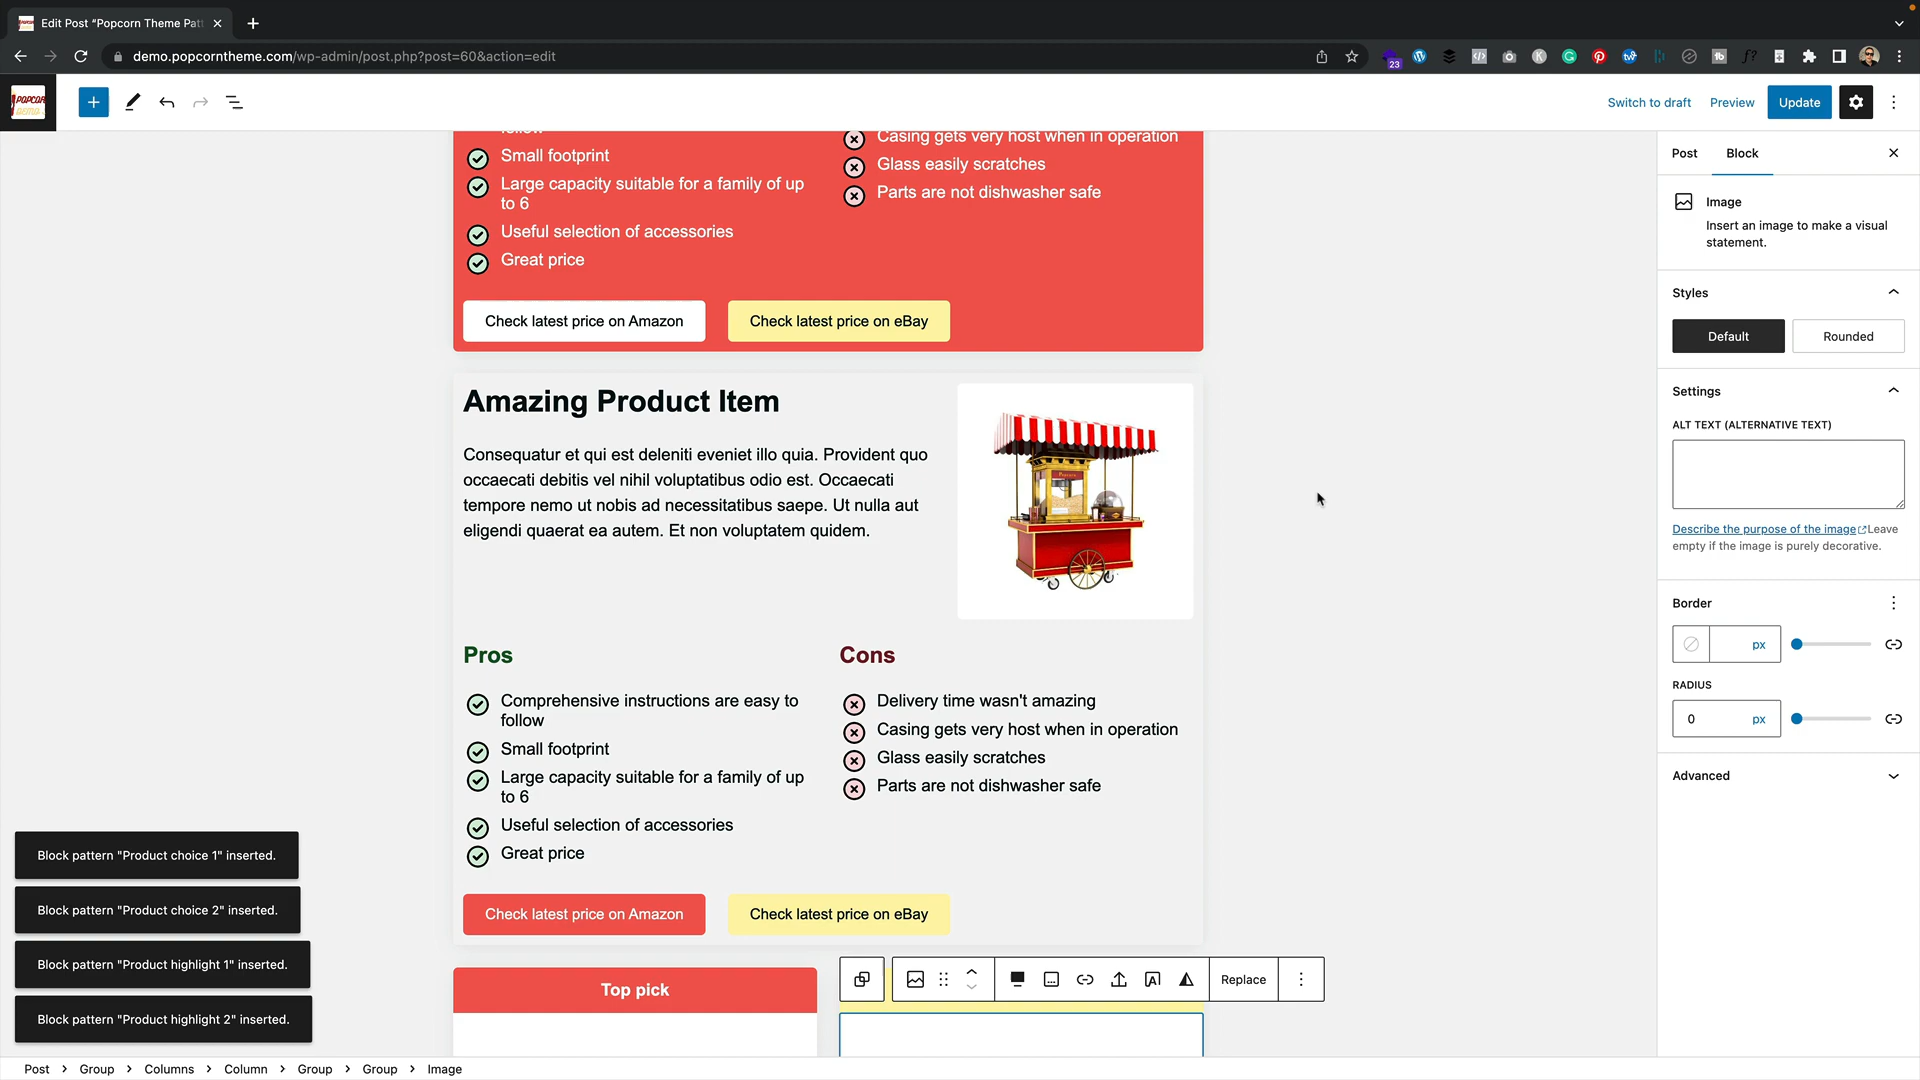 Edit Post “Popcorn Theme Pat
demo.popcorntheme.com/wp-admin/post.php?post=60&action=edit
23
POPCOR
DEMO
Switch to draft
Preview
Update
follow
Small footprint
Large capacity suitable for a family of up
to 6
Useful selection of accessories
Great price
Casing gets very host when in operation
Glass easily scratches
Parts are not dishwasher safe
Check latest price on Amazon
Check latest price on eBay
Amazing Product Item
Consequatur et qui est deleniti eveniet illo quia. Provident quo
occaecati debitis vel nihil voluptatibus odio est. Occaecati
tempore nemo ut nobis ad necessitatibus saepe. Ut nulla aut
eligendi quaerat ea autem. Et non voluptatem quidem.
Pros
Comprehensive instructions are easy to
follow
Small footprint
Large capacity suitable for a family of up
to 6
Useful selection of accessories
Great price
Cons
Delivery time wasn't amazing
Casing gets very host when in operation
Glass easily scratches
Parts are not dishwasher safe
Check latest price on Amazon
Check latest price on eBay
Top pick
Replace
Post
Block
Image
Insert an image to make a visual
statement.
Styles
Default
Rounded
Settings
ALT TEXT (ALTERNATIVE TEXT)
Describe the purpose of the image Leave
empty if the image is purely decorative.
Border
px
RADIUS
0 px
Advanced
Block pattern "Product choice 1" inserted.
Block pattern "Product choice 2" inserted.
Block pattern "Product highlight 1" inserted.
Block pattern "Product highlight 2" inserted.
Post
Group
Columns
Column
Group
Group
Image